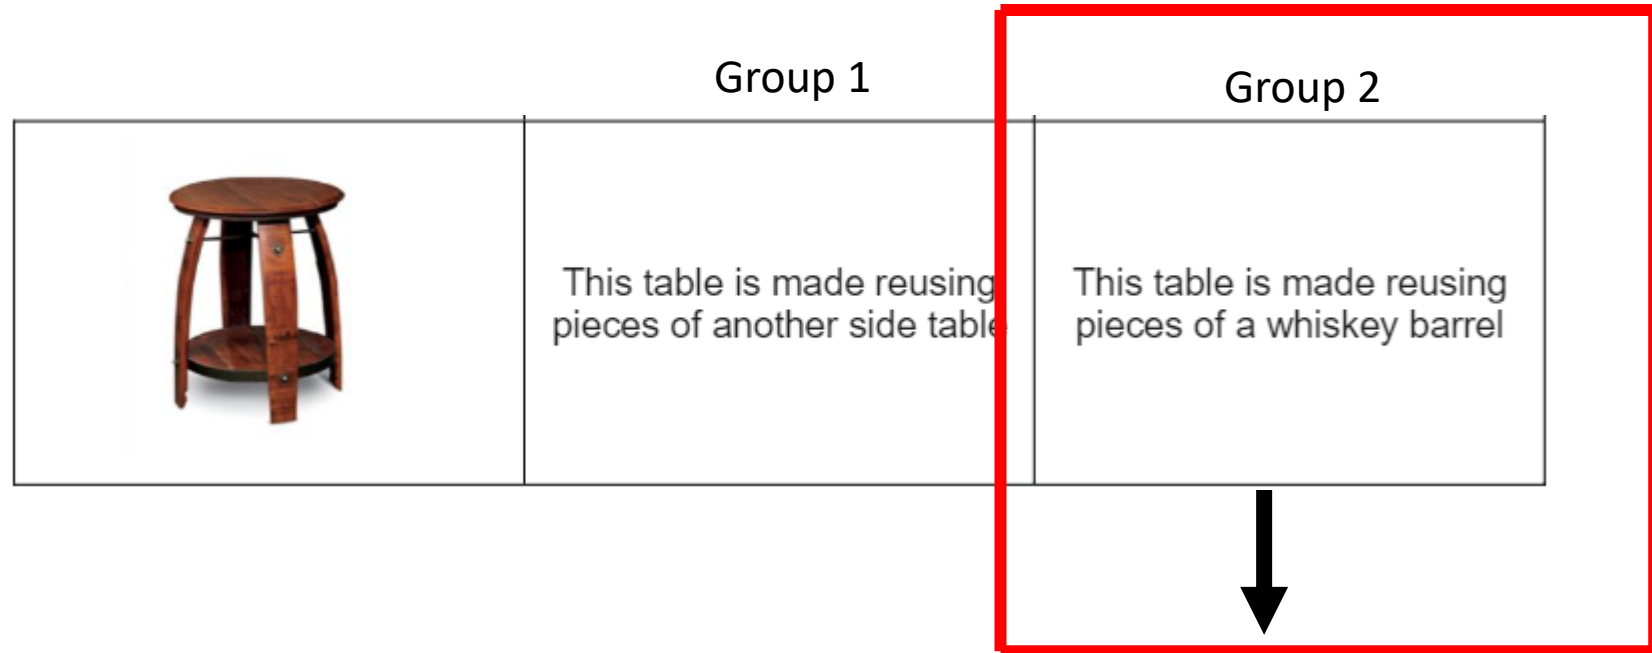 Group 1
Group 2
This table is made reusing
pieces of another side table
This table is made reusing
pieces of a whiskey barrel